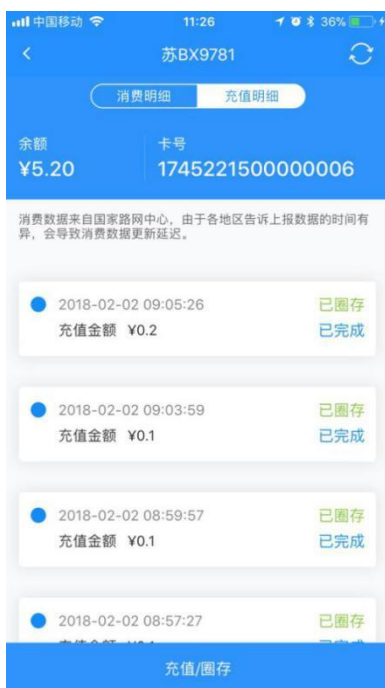 中国移动 11:26 36%
苏BX9781
消费明细 充值明细
余额 卡号
¥5.20 1745221500000006
消费数据来自国家路网中心，由于各地区告诉上报数据的时间有
异，会导致消费数据更新延迟。
2018-02-02 09:05:26 已圈存
充值金额 ¥0.2 已完成
2018-02-02 09:03:59 已圈存
充值金额 ¥0.1 已完成
2018-02-02 08:59:57 已圈存
充值金额 ¥0.1 已完成
2018-02-02 08:57:27 已圈存
充值/圈存